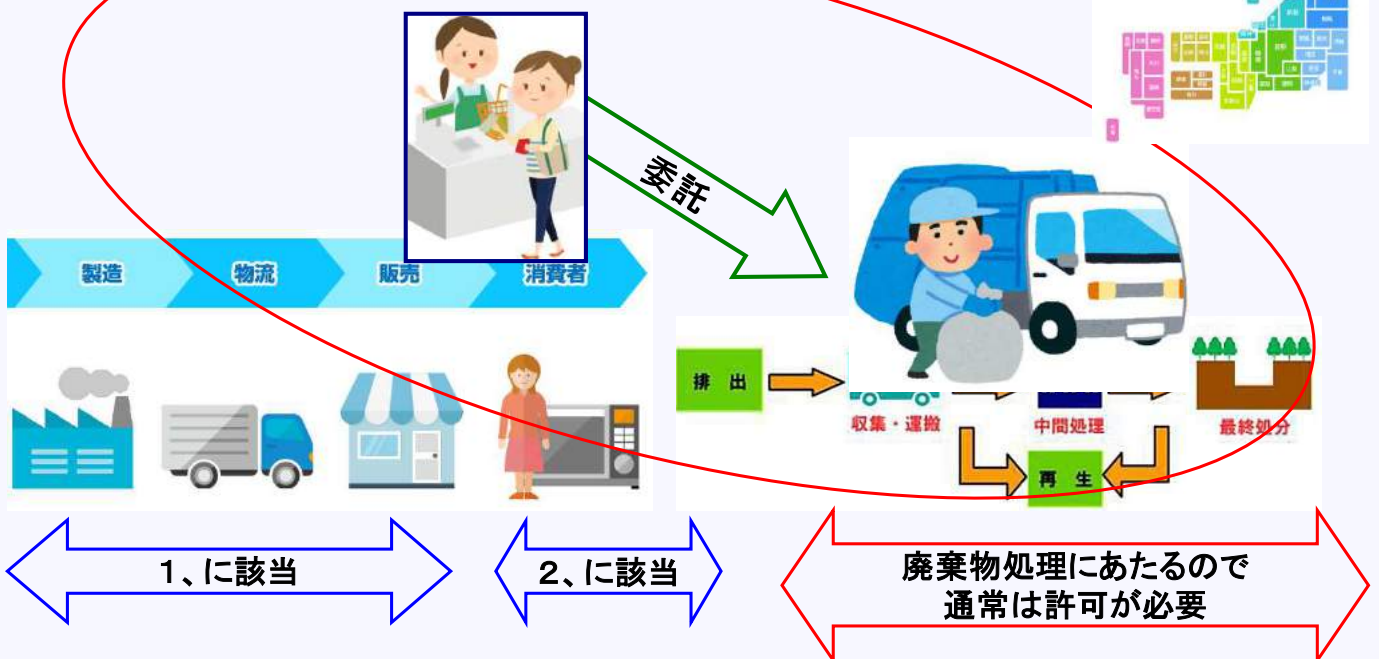 委託
製造
物流
販売
消費者
排 出
収集・運搬
中間処理
最終処分
再 生
1、に該当
2、に該当
廃棄物処理にあたるので
通常は許可が必要